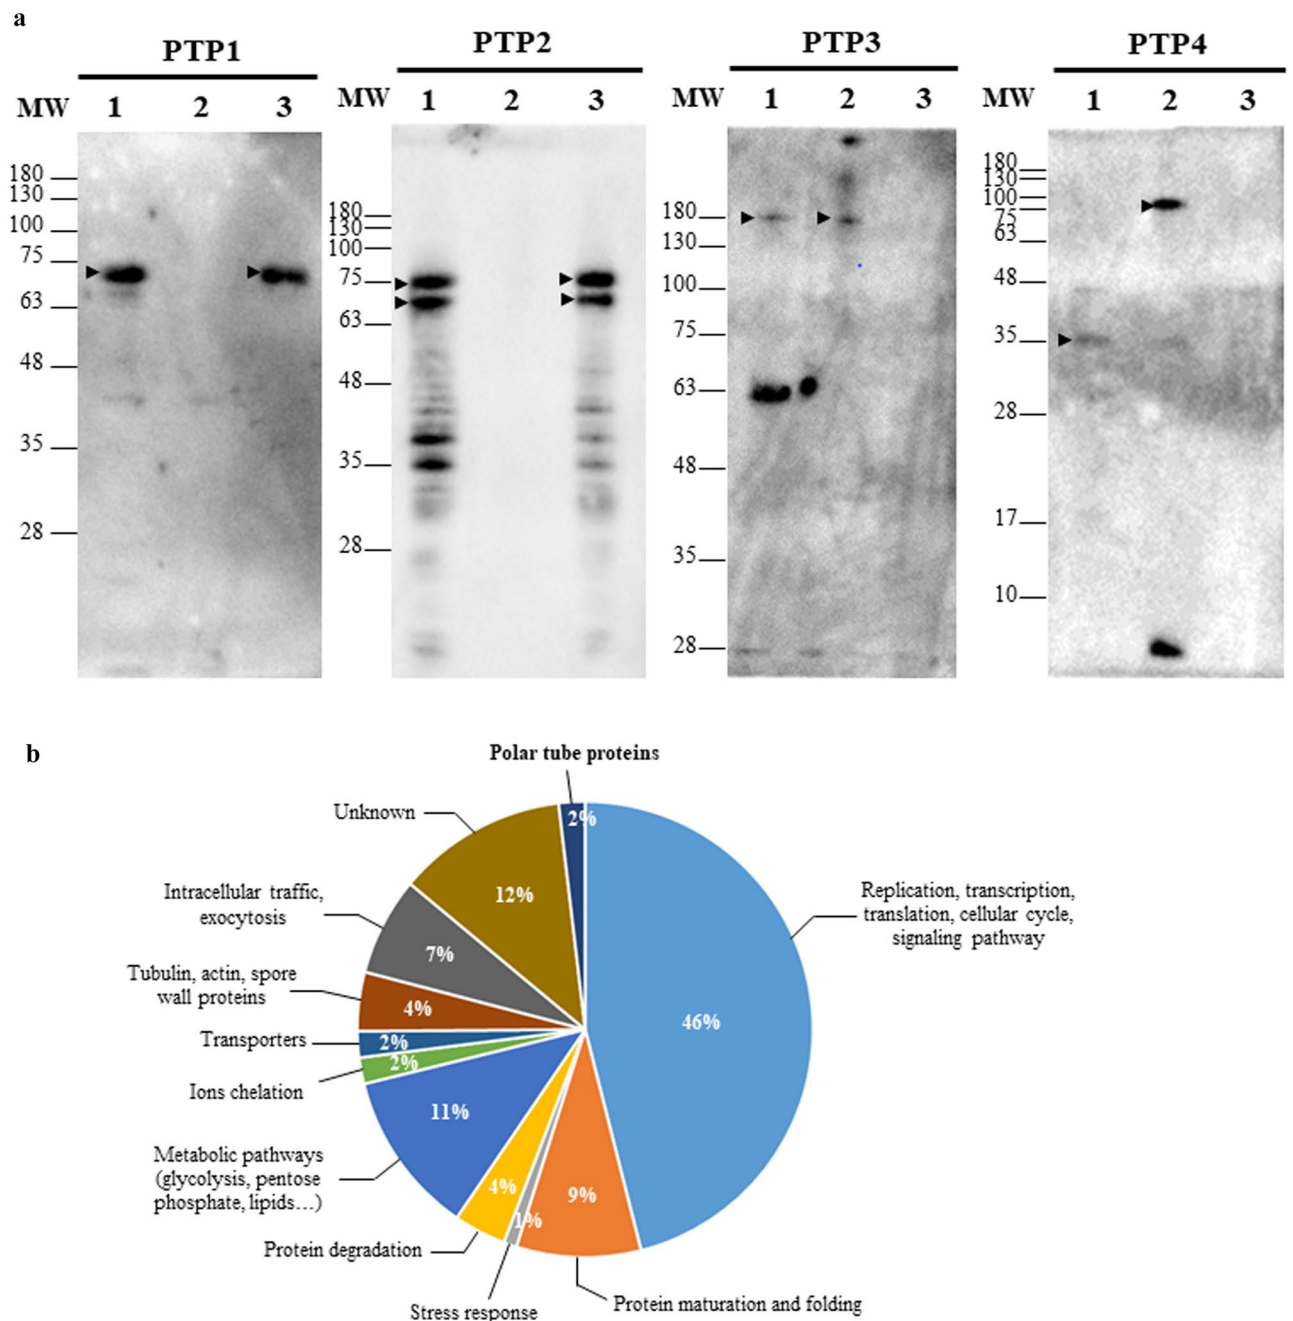 a
PTP1
MW 1 2 3
180
130
100
75
63
48
35
28
PTP2
MW 1 2 3
180
130
100
75
63
48
35
28
PTP3
MW 1 2 3
180
130
100
75
63
48
35
28
PTP4
MW 1 2 3
180
130
100
75
63
48
35
28
17
10
b
Polar tube proteins
2%
Unknown
12%
Intracellular traffic,
exocytosis
7%
Tubulin, actin, spore
wall proteins
4%
Transporters
2%
Ions chelation
2%
Metabolic pathways
(glycolysis, pentose
phosphate, lipids...)
11%
Protein degradation
4%
Stress response
1%
Protein maturation and folding
9%
Replication, transcription,
translation, cellular cycle,
signaling pathway
46%